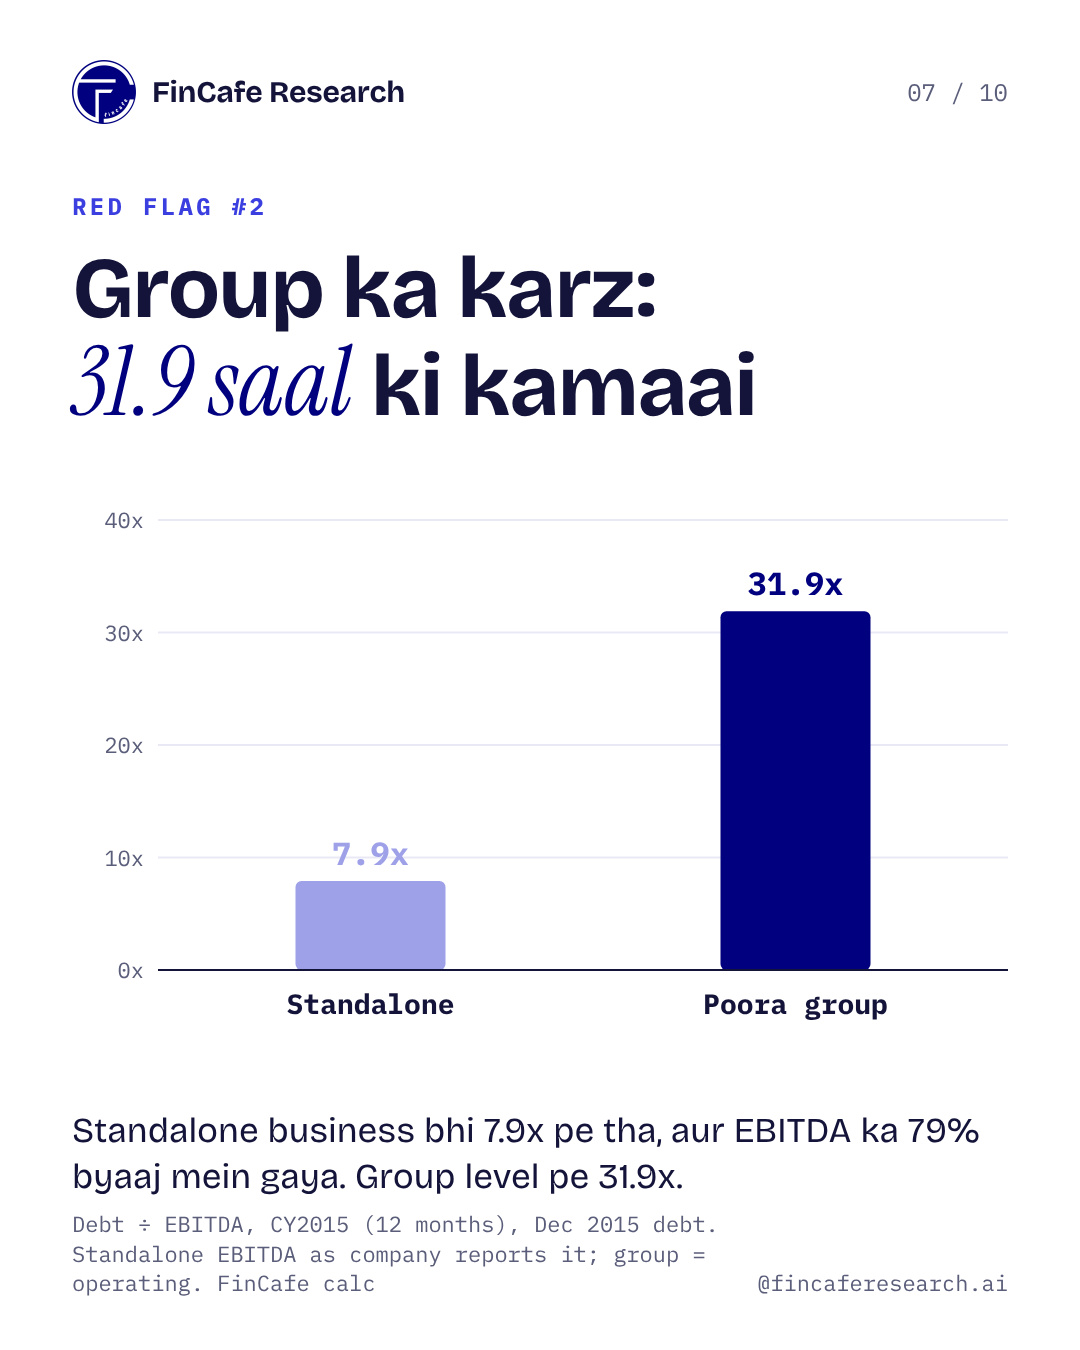 fincafe
FinCafe Research
07 / 10
RED FLAG #2
Group ka karz:
31.9 saal ki kamaai
40x
30x
20x
10x
0x
7.9x
31.9x
Standalone
Poora group
Standalone business bhi 7.9x pe tha, aur EBITDA ka 79%
byaaj mein gaya. Group level pe 31.9x.
Debt ÷ EBITDA, CY2015 (12 months), Dec 2015 debt.
Standalone EBITDA as company reports it; group =
operating. FinCafe calc
@fincaferesearch.ai